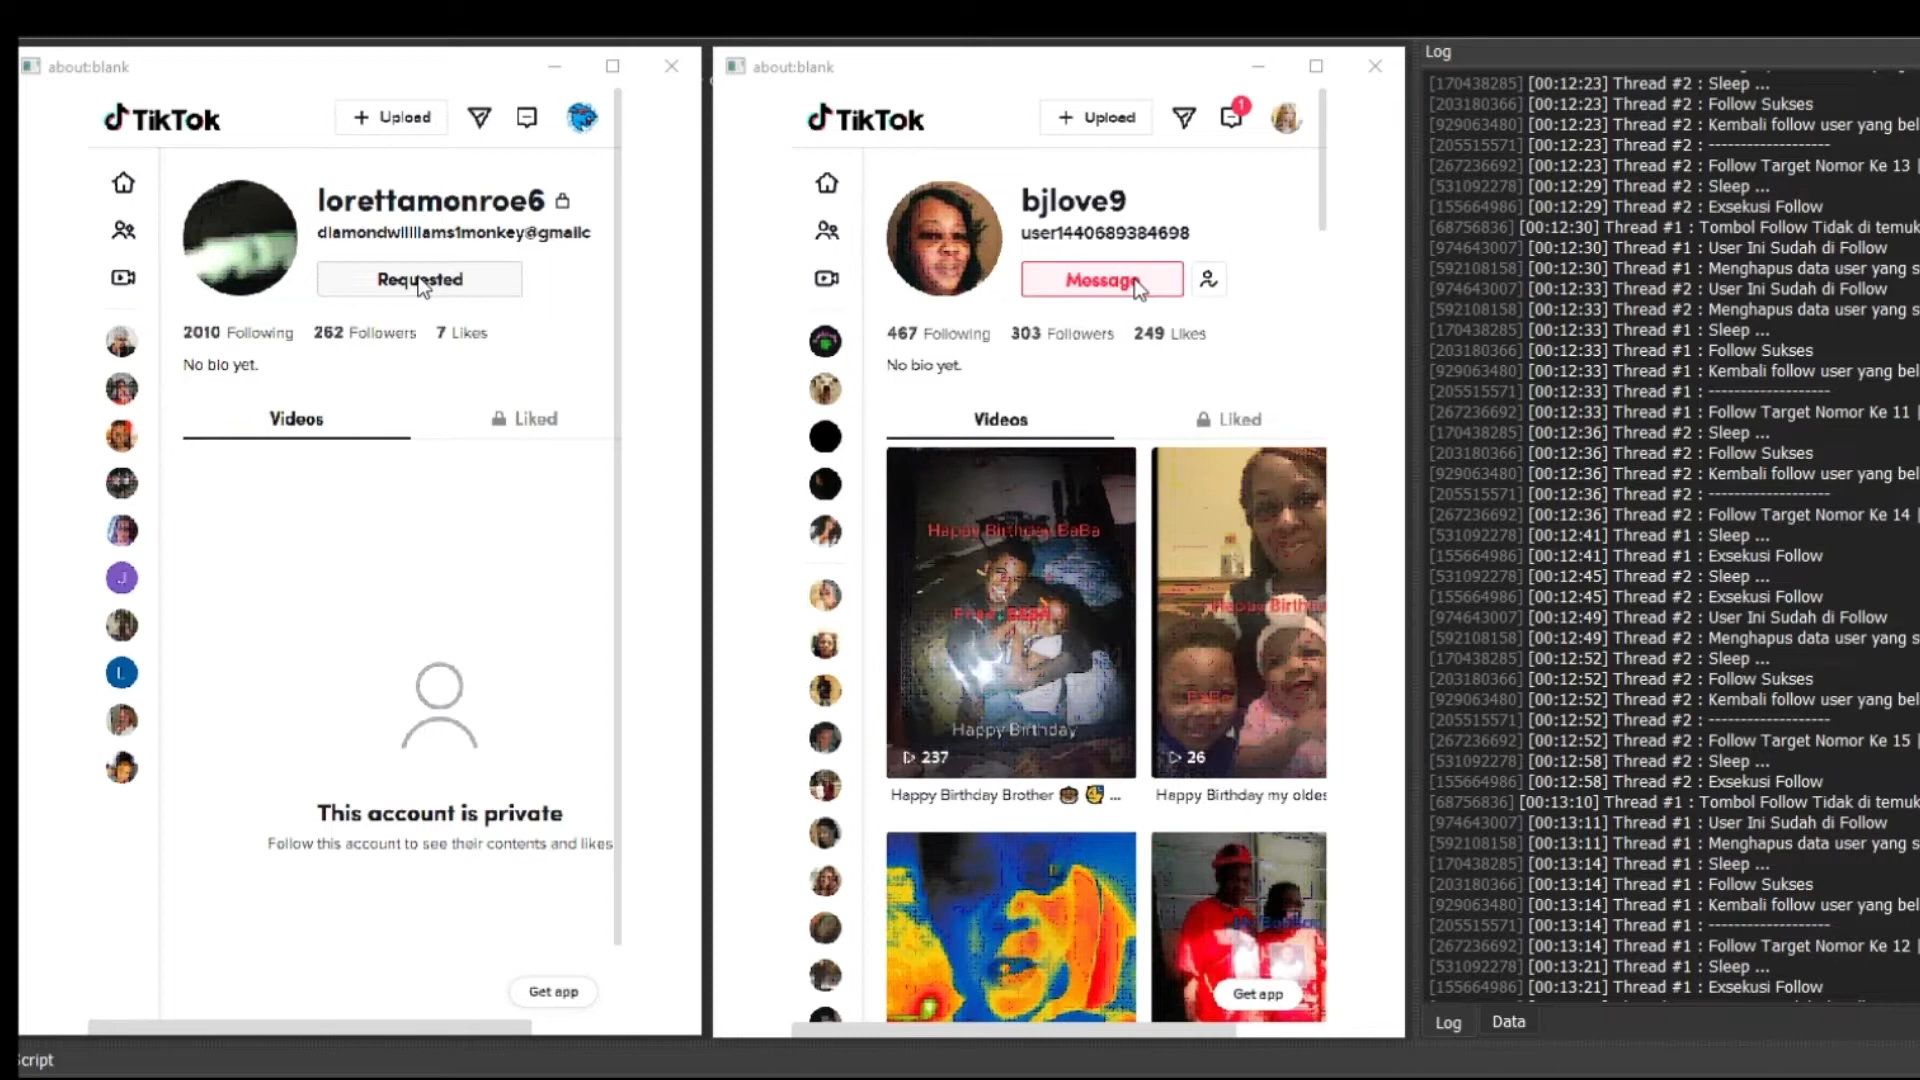 about:blank
TikTok
+ Upload
lorettamonroe6
diamondwilliams1monkey@gmailc
Requested
2010 Following 262 Followers 7 Likes
No bio yet.
Videos
Liked
J
L
This account is private
Follow this account to see their contents and likes
Get app
about:blank
TikTok
+ Upload
1
bjlove9
user1440689384698
Message
467 Following 303 Followers 249 Likes
No bio yet.
Videos
Liked
Happy Birthday BaBa
Happy Birthday
237
Happy Birthday Brother ...
26
Happy Birthday my oldes
Get app
Log
[170438285] [00:12:23] Thread #2 : Sleep ...
[203180366] [00:12:23] Thread #2 : Follow Sukses
[929063480] [00:12:23] Thread #2 : Kembali follow user yang bel
[205515571] [00:12:23] Thread #2 : -------------------
[267236692] [00:12:23] Thread #2 : Follow Target Nomor Ke 13 |
[531092278] [00:12:29] Thread #2 : Sleep ...
[155664986] [00:12:29] Thread #2 : Exsekusi Follow
[68756836] [00:12:30] Thread #1 : Tombol Follow Tidak di temuk
[974643007] [00:12:30] Thread #1 : User Ini Sudah di Follow
[592108158] [00:12:30] Thread #1 : Menghapus data user yang s
[974643007] [00:12:33] Thread #1 : User Ini Sudah di Follow
[592108158] [00:12:33] Thread #1 : Menghapus data user yang s
[170438285] [00:12:33] Thread #1 : Sleep ...
[203180366] [00:12:33] Thread #1 : Follow Sukses
[929063480] [00:12:33] Thread #1 : Kembali follow user yang bel
[205515571] [00:12:33] Thread #1 : -------------------
[267236692] [00:12:33] Thread #1 : Follow Target Nomor Ke 11 |
[170438285] [00:12:36] Thread #2 : Sleep ...
[203180366] [00:12:36] Thread #2 : Follow Sukses
[929063480] [00:12:36] Thread #2 : Kembali follow user yang bel
[205515571] [00:12:36] Thread #2 : -------------------
[267236692] [00:12:36] Thread #2 : Follow Target Nomor Ke 14 |
[531092278] [00:12:41] Thread #1 : Sleep ...
[155664986] [00:12:41] Thread #1 : Exsekusi Follow
[531092278] [00:12:45] Thread #2 : Sleep ...
[155664986] [00:12:45] Thread #2 : Exsekusi Follow
[974643007] [00:12:49] Thread #2 : User Ini Sudah di Follow
[592108158] [00:12:49] Thread #2 : Menghapus data user yang s
[170438285] [00:12:52] Thread #2 : Sleep ...
[203180366] [00:12:52] Thread #2 : Follow Sukses
[929063480] [00:12:52] Thread #2 : Kembali follow user yang bel
[205515571] [00:12:52] Thread #2 : -------------------
[267236692] [00:12:52] Thread #2 : Follow Target Nomor Ke 15 |
[531092278] [00:12:58] Thread #2 : Sleep ...
[155664986] [00:12:58] Thread #2 : Exsekusi Follow
[68756836] [00:13:10] Thread #1 : Tombol Follow Tidak di temuk
[974643007] [00:13:11] Thread #1 : User Ini Sudah di Follow
[592108158] [00:13:11] Thread #1 : Menghapus data user yang s
[170438285] [00:13:14] Thread #1 : Sleep ...
[203180366] [00:13:14] Thread #1 : Follow Sukses
[929063480] [00:13:14] Thread #1 : Kembali follow user yang bel
[205515571] [00:13:14] Thread #1 : -------------------
[267236692] [00:13:14] Thread #1 : Follow Target Nomor Ke 12 |
[531092278] [00:13:21] Thread #1 : Sleep ...
[155664986] [00:13:21] Thread #1 : Exsekusi Follow
Log Data
cript